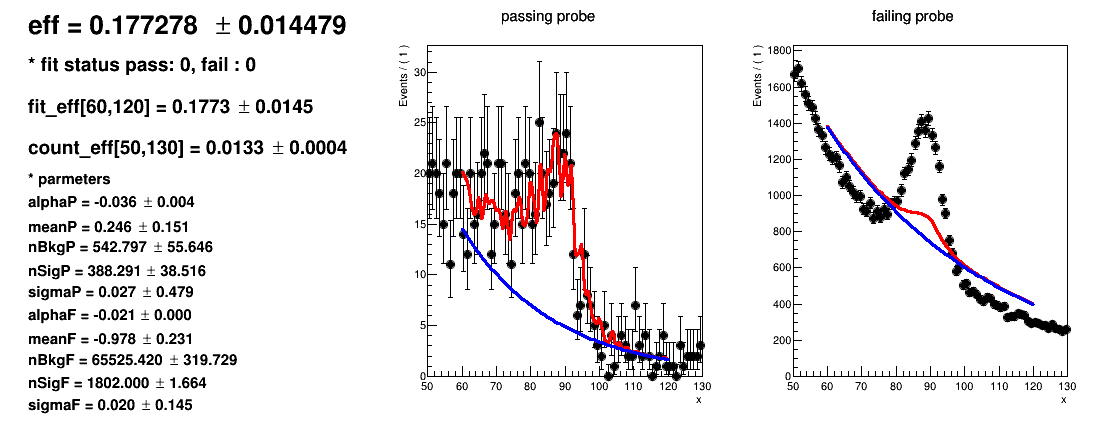 eff = 0.177278 ± 0.014479
* fit status pass: 0, fail : 0
fit_eff[60,120] = 0.1773 ± 0.0145
count_eff[50,130] = 0.0133 ± 0.0004
* parmeters
alphaP = -0.036 ± 0.004
meanP = 0.246 ± 0.151
nBkgP = 542.797 ± 55.646
nSigP = 388.291 ± 38.516
sigmaP = 0.027 ± 0.479
alphaF = -0.021 ± 0.000
meanF = -0.978 ± 0.231
nBkgF = 65525.420 ± 319.729
nSigF = 1802.000 ± 1.664
sigmaF = 0.020 ± 0.145
passing probe
Events / ( 1 )
30
25
20
15
10
5
0
50 60 70 80 90 100 110 120 130
x
failing probe
Events / ( 1 )
1800
1600
1400
1200
1000
800
600
400
200
0
50 60 70 80 90 100 110 120 130
x